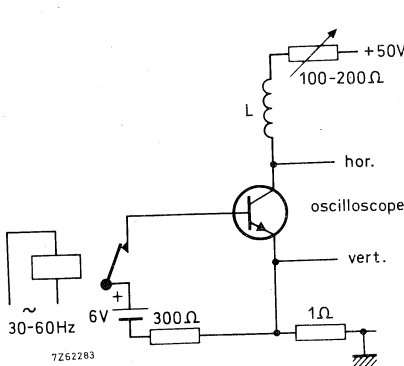 +50V
100-200Ω
L
hor.
oscilloscope
vert.
+
6V
300Ω
1Ω
~
30-60Hz
7Z62283